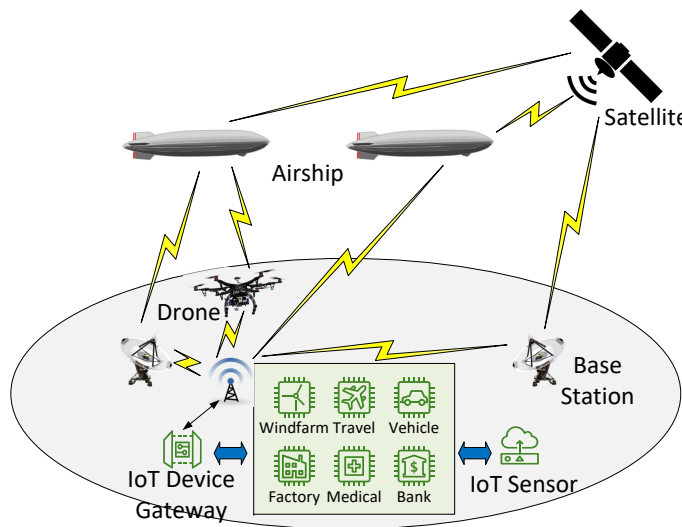 Satellite
Airship
Drone
Base
Station
Windfarm Travel Vehicle
Factory Medical Bank
IoT Device
Gateway
IoT Sensor